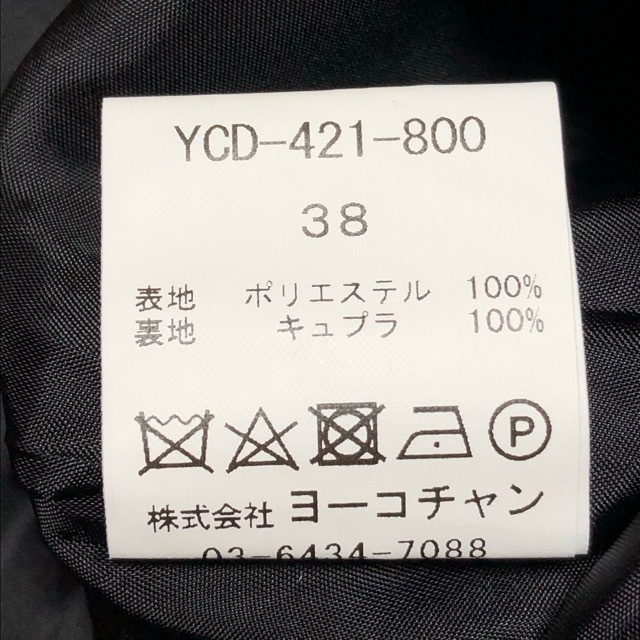 YCD-421-800
38
表地 ポリエステル 100%
裏地 キュプラ 100%
P
株式会社 ヨーコチャン
03-6434-7088